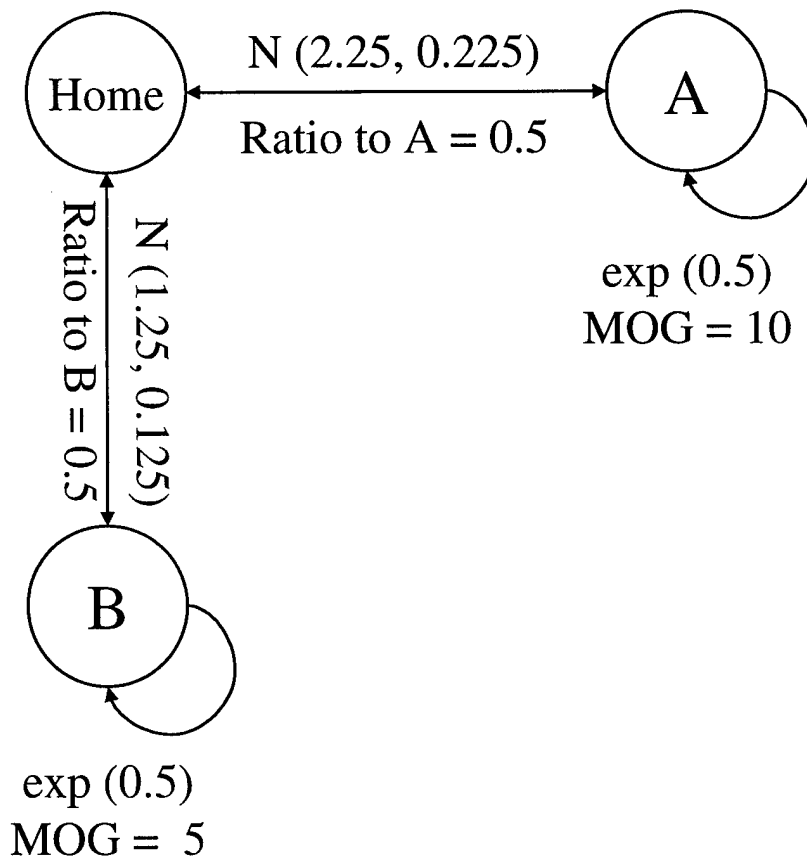 Home
N (2.25, 0.225)
Ratio to A = 0.5
A
exp (0.5)
MOG = 10
N (1.25, 0.125)
Ratio to B = 0.5
B
exp (0.5)
MOG = 5